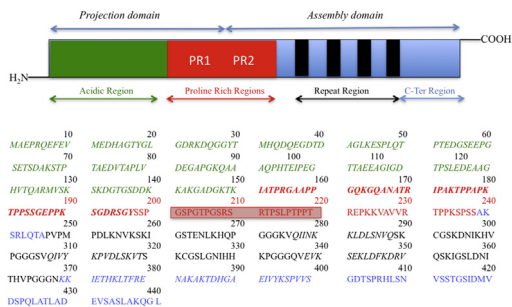 Projection domain Assembly domain
COOH
PR1 PR2
H₂N
Acidic Region Proline Rich Regions Repeat Region C-Ter Region
10 20 30 40 50 60
MAEPRQEFEV MEDHAGTYGL GDRKDQGGYT MHQDQEGDTD AGLKESPLQT PTEDGSEEPG
70 80 90 100 110 120
SETSDAKSTP TAEDVTAPLV DEGAPGKQAA AQPHTEIPEG TTAEEAGIGD TPSLEDEAAG
130 140 150 160 170 180
HVTQARMVSK SKDGTGSDDK KAKGADGKTK IATPRGAAPP GQKGQANATR IPAKTPPAPK
190 200 210 220 230 240
TPPSSGEPPK SGDRSGYSSP GSPGTPGSRS RTPSLPTPPT REPKKVAVVR TPPKSPSSAK
250 260 270 280 290 300
SRLQTAPVPM PDLKNVKSKI GSTENLKHQP GGGKVQIINK KLDLSNVQSK CGSKDNIKHV
310 320 330 340 350 360
PGGGSVQIVY KPVDLSKVTS KCGSLGNIHH KPGGGQVEVK SEKLDFKDRV QSKIGSLDNI
370 380 390 400 410 420
THVPGGGNKK IETHKLTFRE NAKAKTDHGA EIVYKSPVVS GDTSPRHLSN VSSTGSIDMV
430 440
DSPQLATLAD EVSASLAKQG L